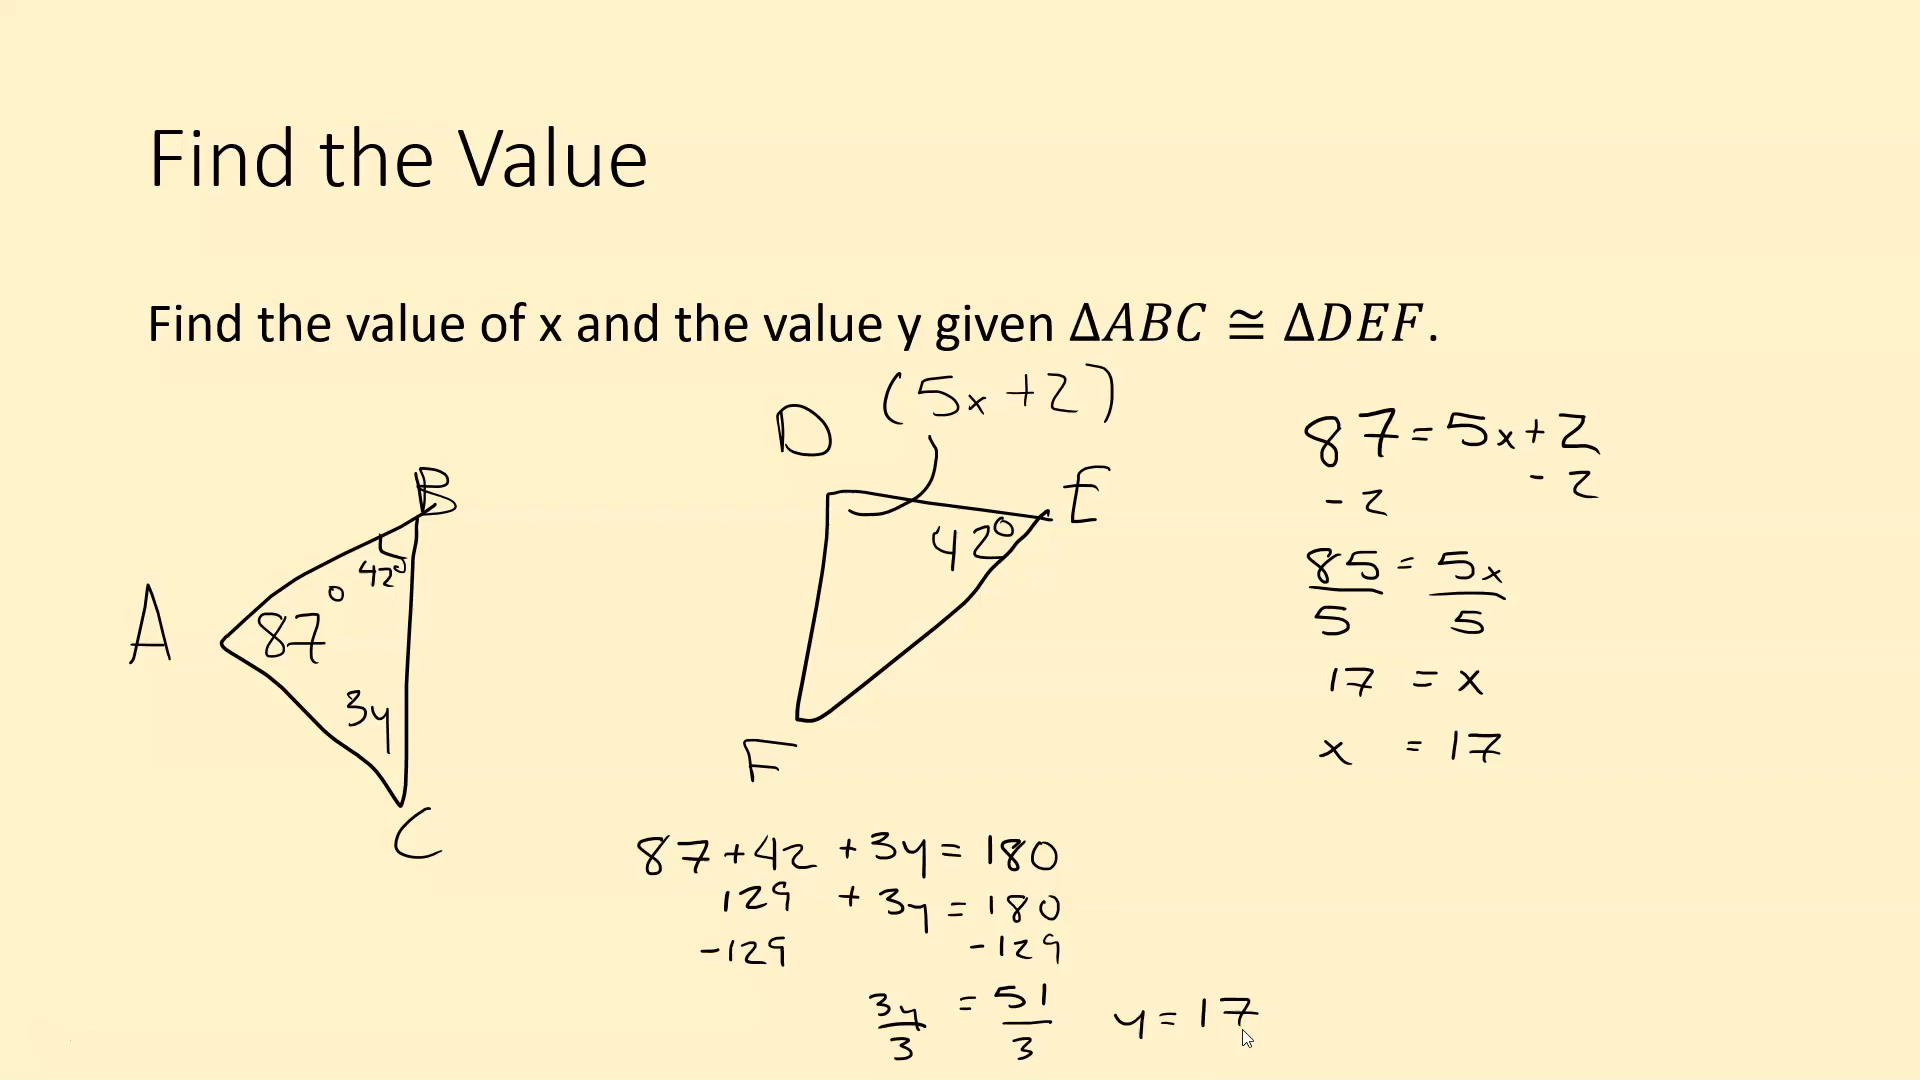 Find the Value
Find the value of x and the value y given ΔABC ≅ ΔDEF.
D (5x+2)
B
E
42°
42°
A 87°
3y
F
C
87 = 5x+2
-2 -2
85 = 5x
5 5
17 = x
x = 17
87+42 + 3y = 180
129 + 3y = 180
-129 -129
3y = 51
3 3
y = 17